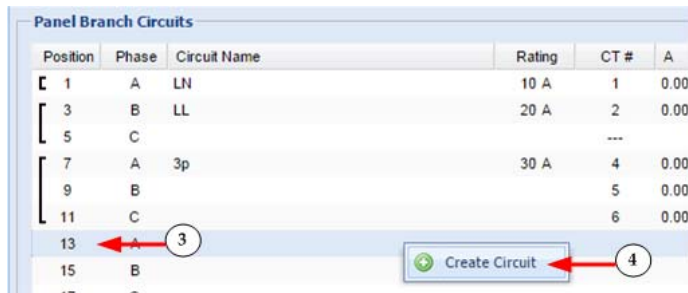 Panel Branch Circuits
Position Phase Circuit Name Rating CT # A
1 A LN 10 A 1 0.00
3 B LL 20 A 2 0.00
5 C ---
7 A 3p 30 A 4 0.00
9 B 5 0.00
11 C 6 0.00
13 A 3
Create Circuit 4
15 B